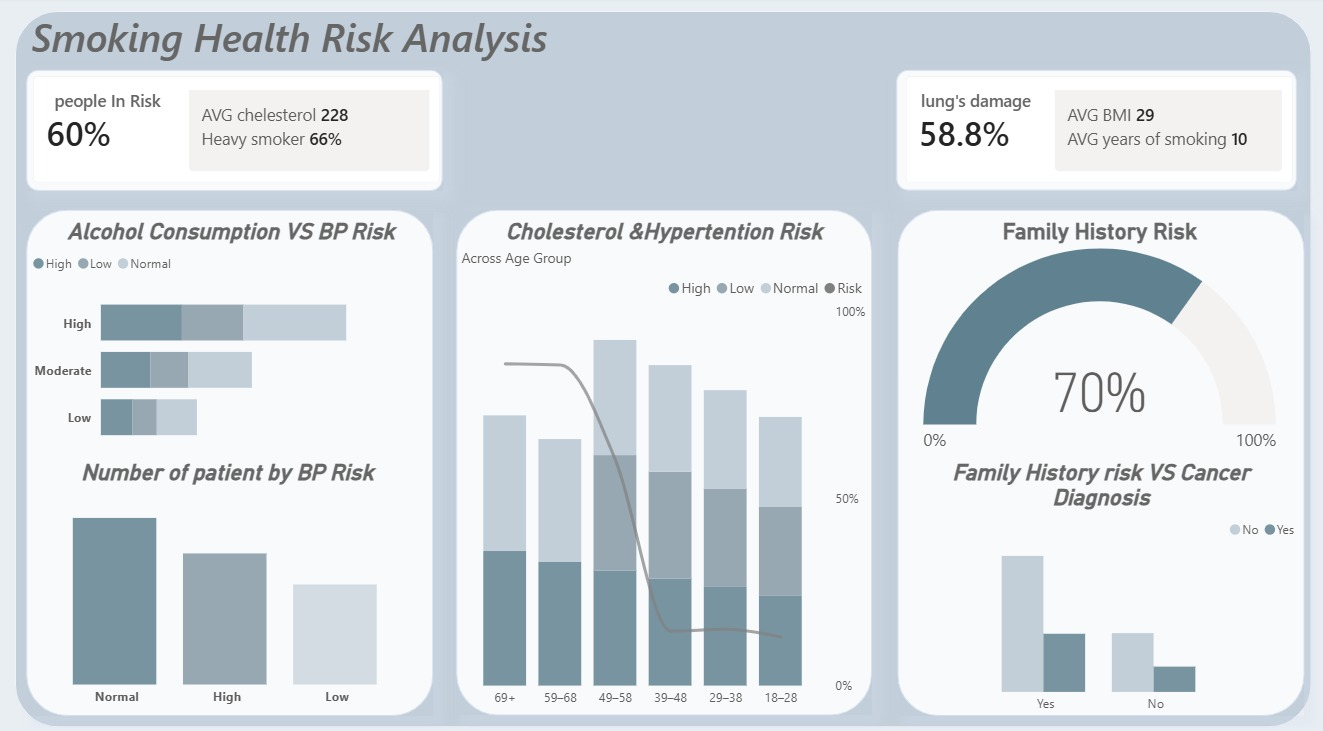 Smoking Health Risk Analysis
people In Risk
60%
AVG chelesterol 228
Heavy smoker 66%
lung's damage
58.8%
AVG BMI 29
AVG years of smoking 10
Alcohol Consumption VS BP Risk
High Low Normal
High
Moderate
Low
Number of patient by BP Risk
Normal High Low
Cholesterol &Hypertention Risk
Across Age Group
High Low Normal Risk
100%
50%
0%
69+ 59–68 49–58 39–48 29–38 18–28
Family History Risk
70%
0% 100%
Family History risk VS Cancer
Diagnosis
No Yes
Yes No